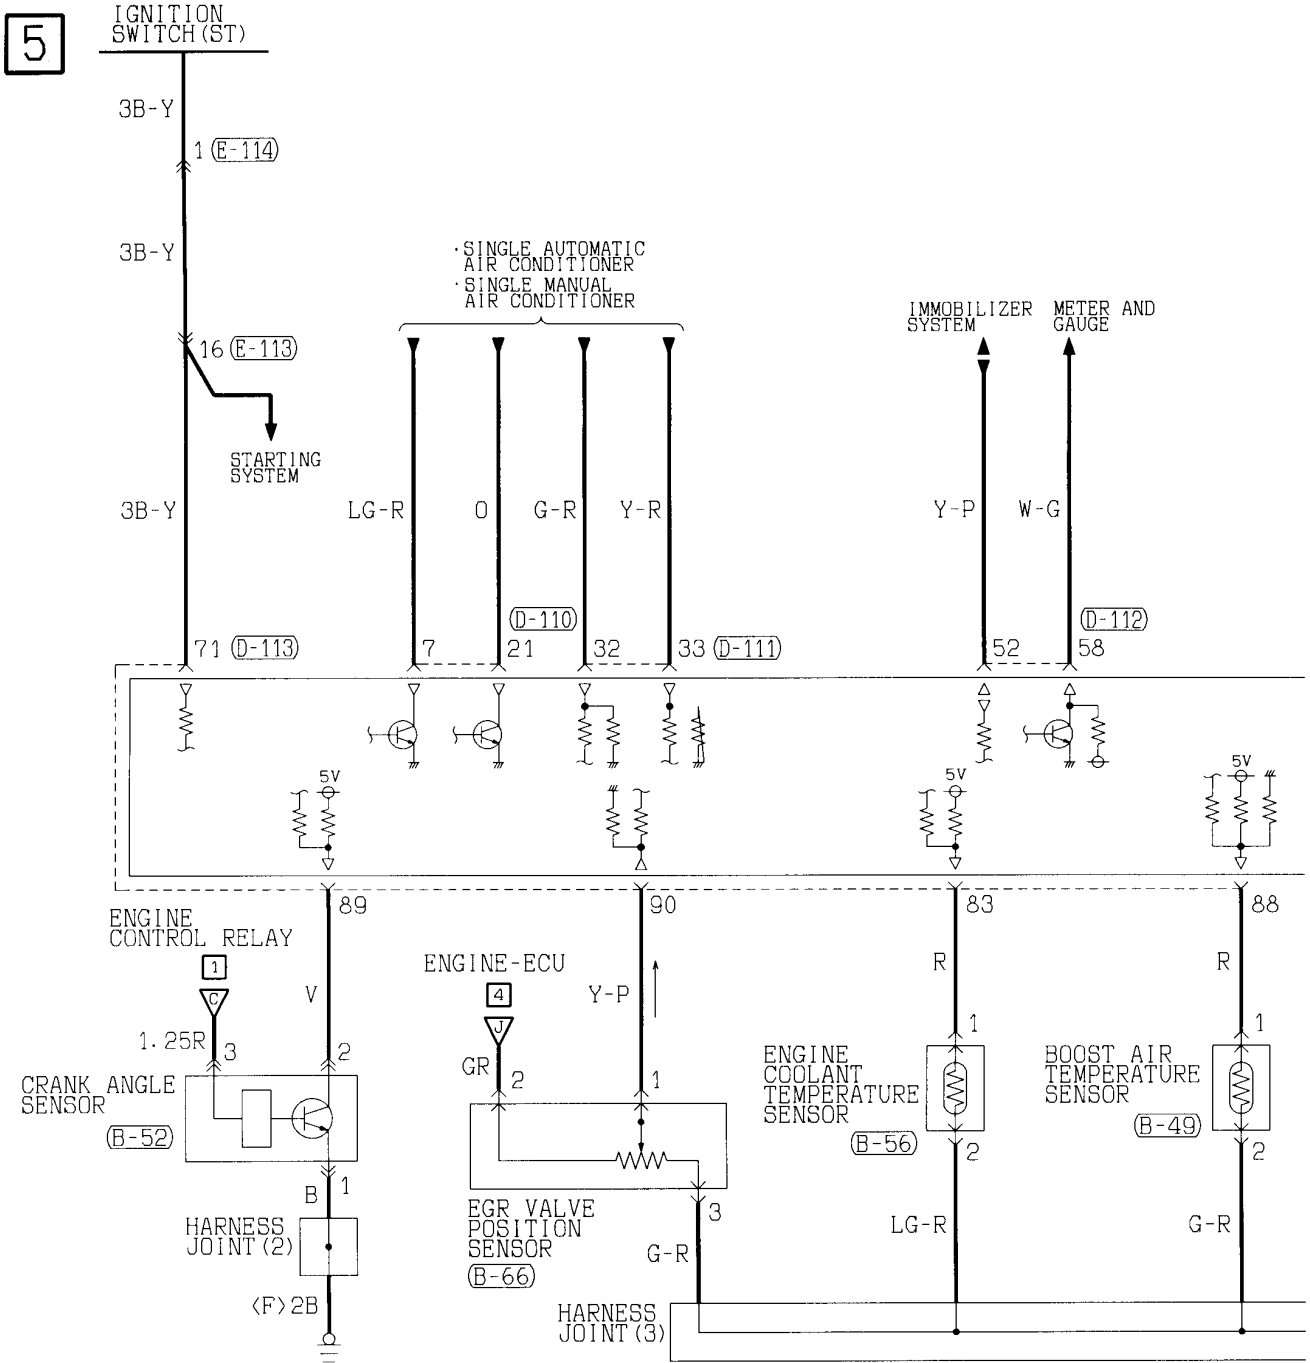 5
IGNITION
SWITCH(ST)
3B-Y
1 (E-114)
3B-Y
16 (E-113)
STARTING
SYSTEM
·SINGLE AUTOMATIC
AIR CONDITIONER
·SINGLE MANUAL
AIR CONDITIONER
IMMOBILIZER
SYSTEM
METER AND
GAUGE
3B-Y
LG-R
O
G-R
Y-R
Y-P
W-G
D-110
D-112
71 D-113
7
21
32
33 D-111
52
58
5V
5V
5V
89
90
83
88
ENGINE
CONTROL RELAY
1
C
V
1.25R
3
2
CRANK ANGLE
SENSOR
B-52
B
1
HARNESS
JOINT(2)
<F>2B
ENGINE-ECU
4
J
GR
2
Y-P
1
EGR VALVE
POSITION
SENSOR
B-66
3
G-R
HARNESS
JOINT(3)
R
1
ENGINE
COOLANT
TEMPERATURE
SENSOR
B-56
2
LG-R
R
1
BOOST AIR
TEMPERATURE
SENSOR
B-49
2
G-R